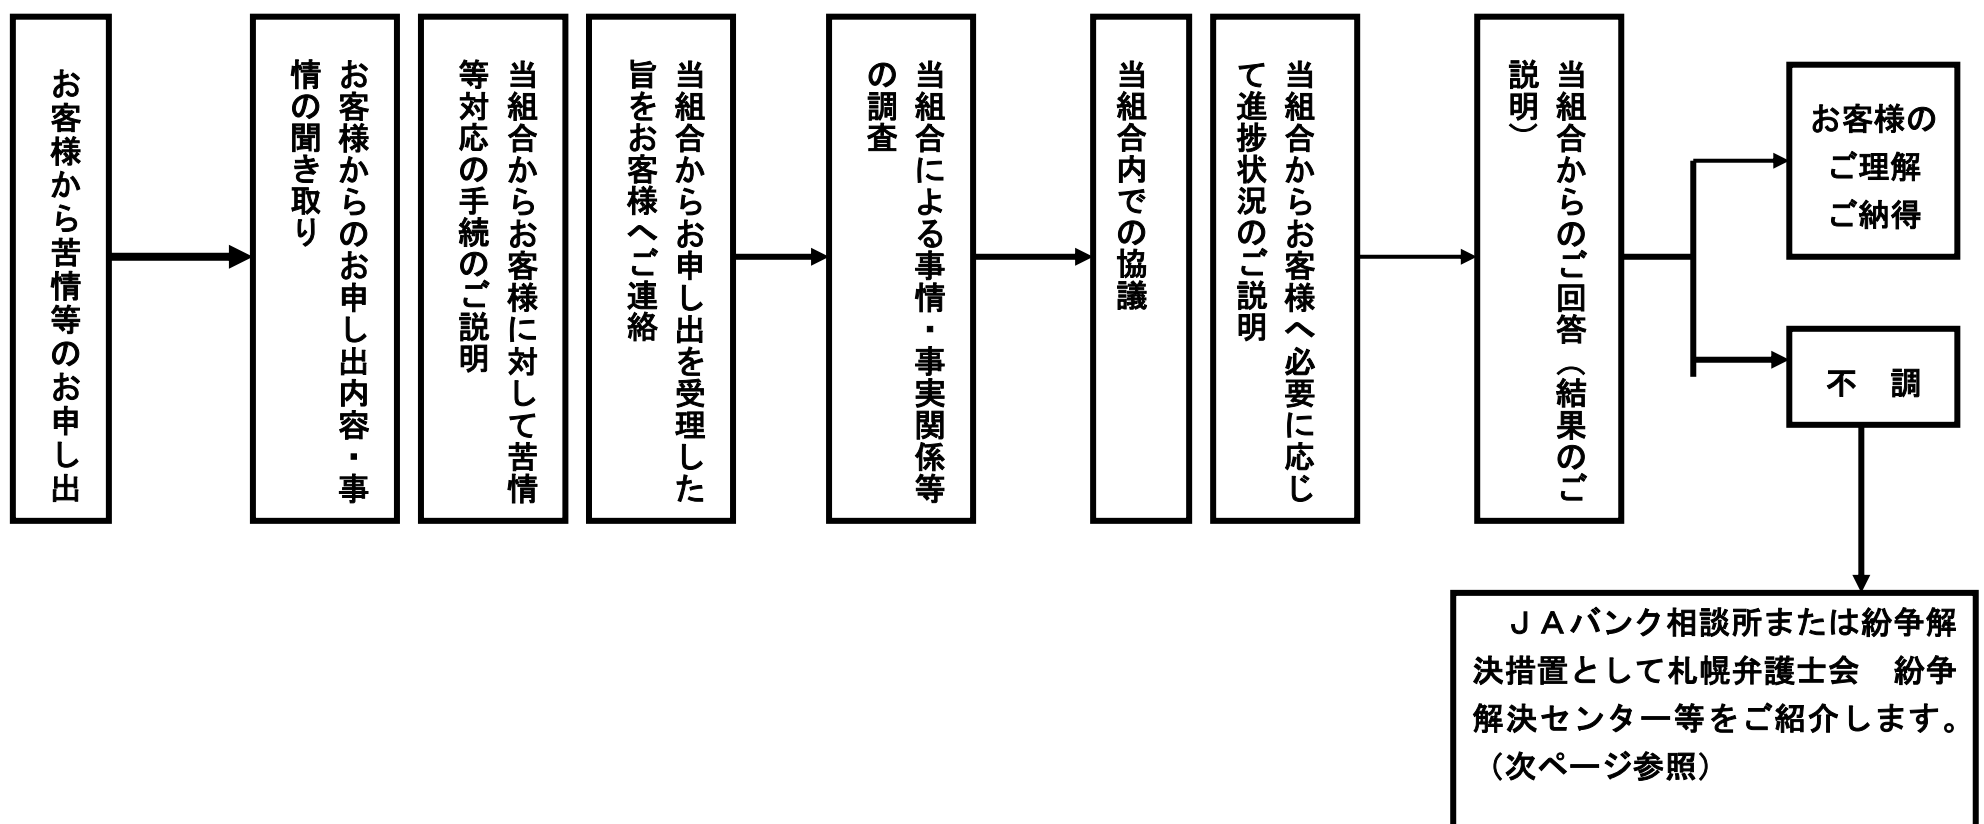 お客様から苦情等のお申し出
お客様からのお申し出内容・事
情の聞き取り
当組合からお客様に対して苦情
等対応の手続のご説明
当組合からお申し出を受理した
旨をお客様へご連絡
当組合による事情・事実関係等
の調査
当組合内での協議
当組合からお客様へ必要に応じ
て進捗状況のご説明
当組合からのご回答（結果のご
説明）
お客様の
ご理解
ご納得
不　調
ＪＡバンク相談所または紛争解
決措置として札幌弁護士会　紛争
解決センター等をご紹介します。
（次ページ参照）